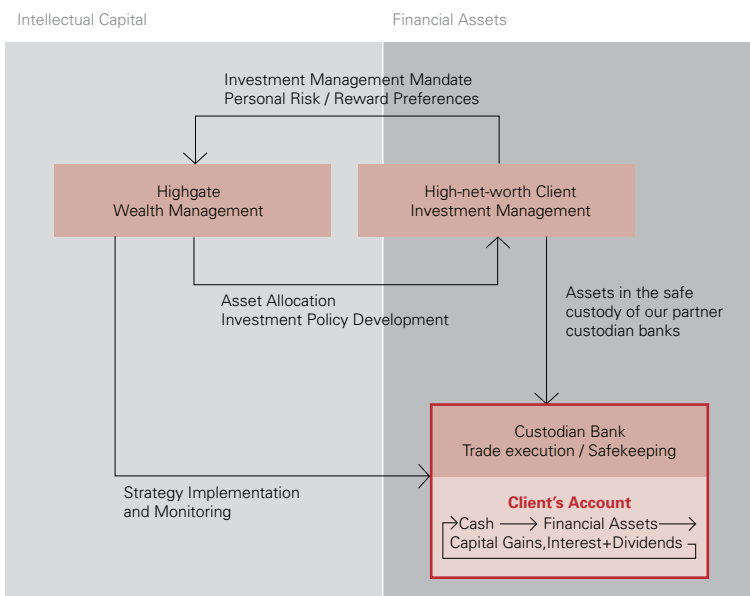 Intellectual Capital
Financial Assets
Investment Management Mandate
Personal Risk / Reward Preferences
Highgate
Wealth Management
High-net-worth Client
Investment Management
Asset Allocation
Investment Policy Development
Assets in the safe
custody of our partner
custodian banks
Custodian Bank
Trade execution / Safekeeping
Strategy Implementation
and Monitoring
Client's Account
Cash Financial Assets
Capital Gains,Interest+Dividends